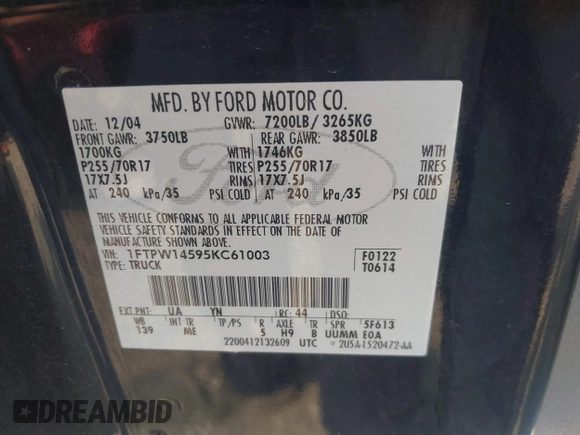 MFD. BY FORD MOTOR CO.
DATE: 12/04 GVWR: 7200LB/ 3265KG
FRONT GAWR: 3750LB REAR GAWR: 3850LB
1700KG WITH 1746KG WITH
P255/70R17 TIRES P255/70R17 TIRES
17X7.5J RIMS 17X7.5J RIMS
AT 240 kPa/35 PSI COLD AT 240 kPa/35 PSI COLD
Ford
THIS VEHICLE CONFORMS TO ALL APPLICABLE FEDERAL MOTOR
VEHICLE SAFETY STANDARDS IN EFFECT ON THE DATE OF
MANUFACTURE SHOWN ABOVE.
VIN: 1FTPW14595KC61003 F0122
TYPE: TRUCK T0614
EXT PNT: UA YN RC: 44 DSO:
WB INT TR TP/PS R AXLE TR SPR 5F613
139 ME 5 H9 B UUMM E0A
2200412132609 UTC 2U5A-1520472-AA
DREAMBID